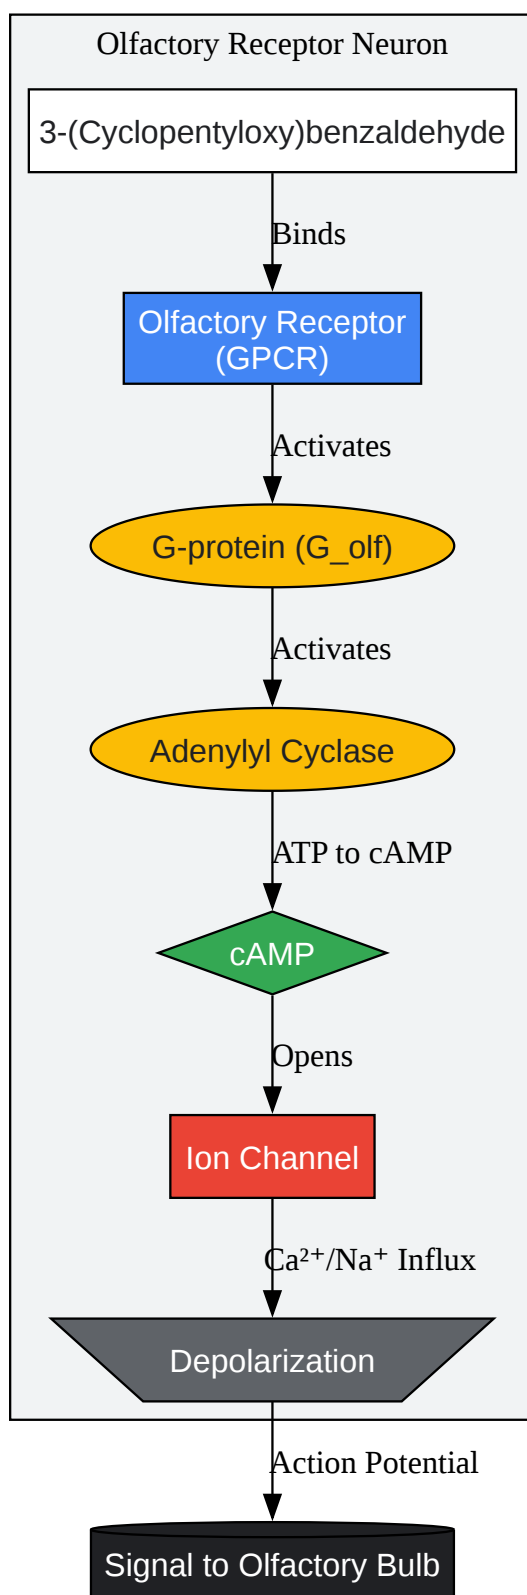 Olfactory Receptor Neuron
3-(Cyclopentyloxy)benzaldehyde
Binds
Olfactory Receptor
(GPCR)
Activates
G-protein (G_olf)
Activates
Adenylyl Cyclase
ATP to cAMP
cAMP
Opens
Ion Channel
Ca²⁺/Na⁺ Influx
Depolarization
Action Potential
Signal to Olfactory Bulb